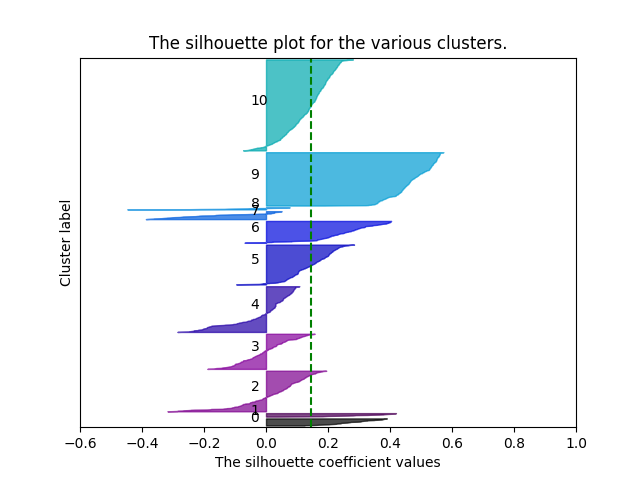 The silhouette plot for the various clusters.
Cluster label
10
9
8
7
6
5
4
3
2
1
0
−0.6 −0.4 −0.2 0.0 0.2 0.4 0.6 0.8 1.0
The silhouette coefficient values